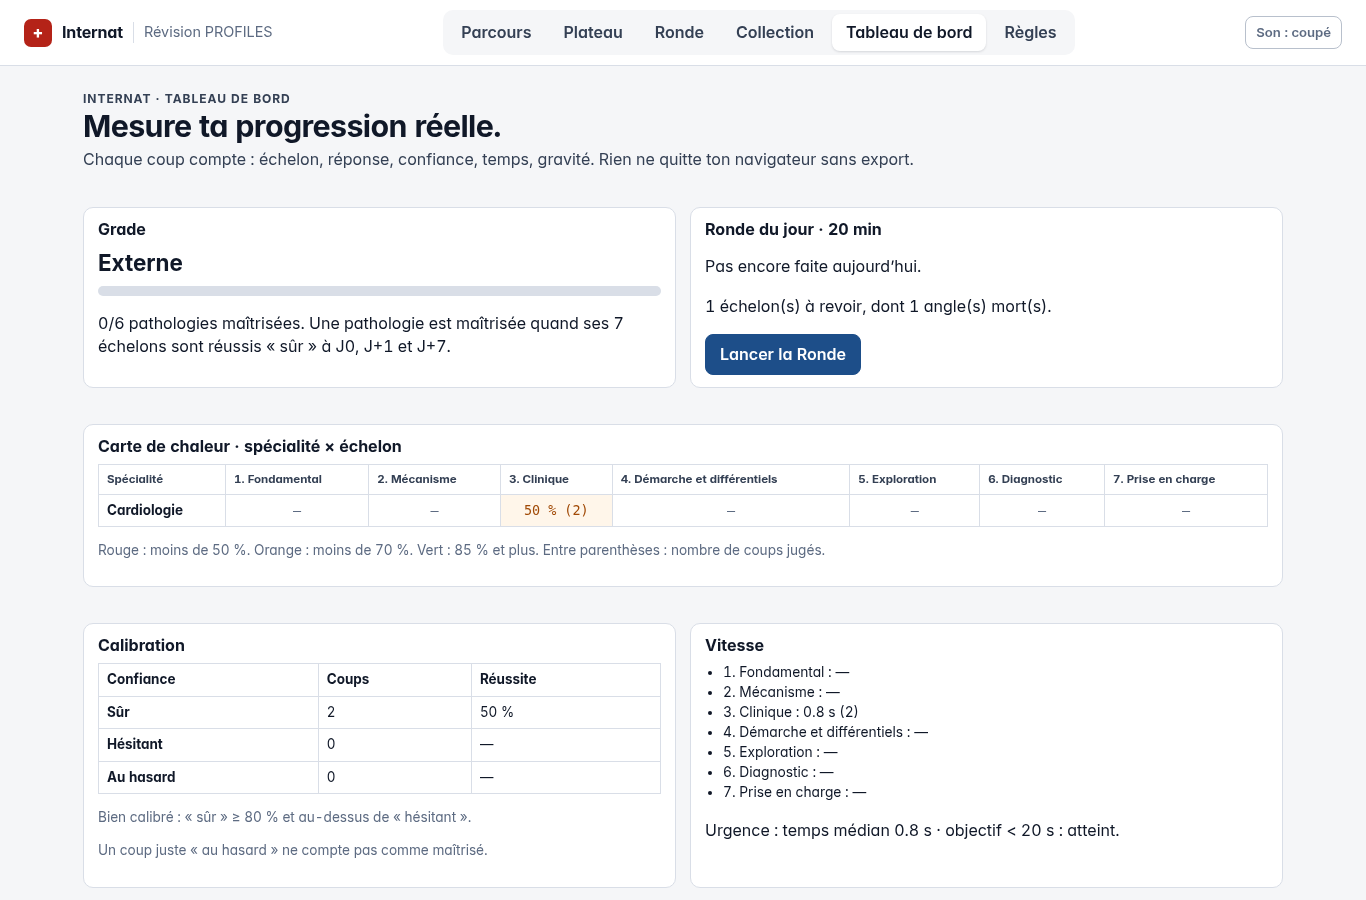 Internat
Révision PROFILES
Parcours
Plateau
Ronde
Collection
Tableau de bord
Règles
Son : coupé
INTERNAT · TABLEAU DE BORD
Mesure ta progression réelle.
Chaque coup compte : échelon, réponse, confiance, temps, gravité. Rien ne quitte ton navigateur sans export.
Grade
Externe
0/6 pathologies maîtrisées. Une pathologie est maîtrisée quand ses 7
échelons sont réussis « sûr » à J0, J+1 et J+7.
Ronde du jour · 20 min
Pas encore faite aujourd’hui.
1 échelon(s) à revoir, dont 1 angle(s) mort(s).
Lancer la Ronde
Carte de chaleur · spécialité × échelon
Spécialité 1. Fondamental 2. Mécanisme 3. Clinique 4. Démarche et différentiels 5. Exploration 6. Diagnostic 7. Prise en charge
Cardiologie — — 50 % (2) — — — —
Rouge : moins de 50 %. Orange : moins de 70 %. Vert : 85 % et plus. Entre parenthèses : nombre de coups jugés.
Calibration
Confiance Coups Réussite
Sûr 2 50 %
Hésitant 0 —
Au hasard 0 —
Bien calibré : « sûr » ≥ 80 % et au-dessus de « hésitant ».
Un coup juste « au hasard » ne compte pas comme maîtrisé.
Vitesse
• 1. Fondamental : —
• 2. Mécanisme : —
• 3. Clinique : 0.8 s (2)
• 4. Démarche et différentiels : —
• 5. Exploration : —
• 6. Diagnostic : —
• 7. Prise en charge : —
Urgence : temps médian 0.8 s · objectif < 20 s : atteint.